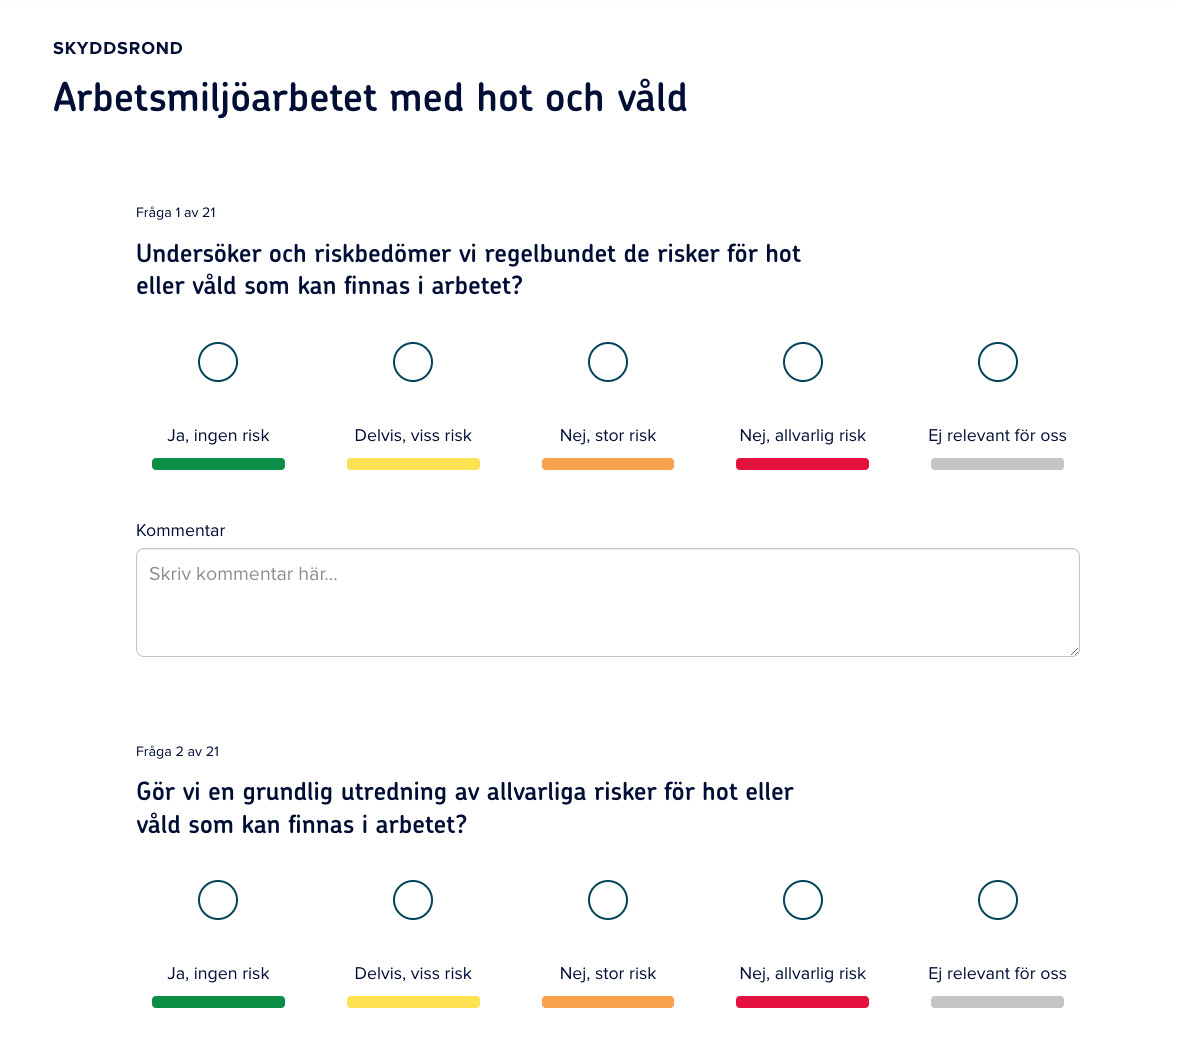 SKYDDSROND
Arbetsmiljöarbetet med hot och våld
Fråga 1 av 21
Undersöker och riskbedömer vi regelbundet de risker för hot
eller våld som kan finnas i arbetet?
Ja, ingen risk
Delvis, viss risk
Nej, stor risk
Nej, allvarlig risk
Ej relevant för oss
Kommentar
Skriv kommentar här...
Fråga 2 av 21
Gör vi en grundlig utredning av allvarliga risker för hot eller
våld som kan finnas i arbetet?
Ja, ingen risk
Delvis, viss risk
Nej, stor risk
Nej, allvarlig risk
Ej relevant för oss